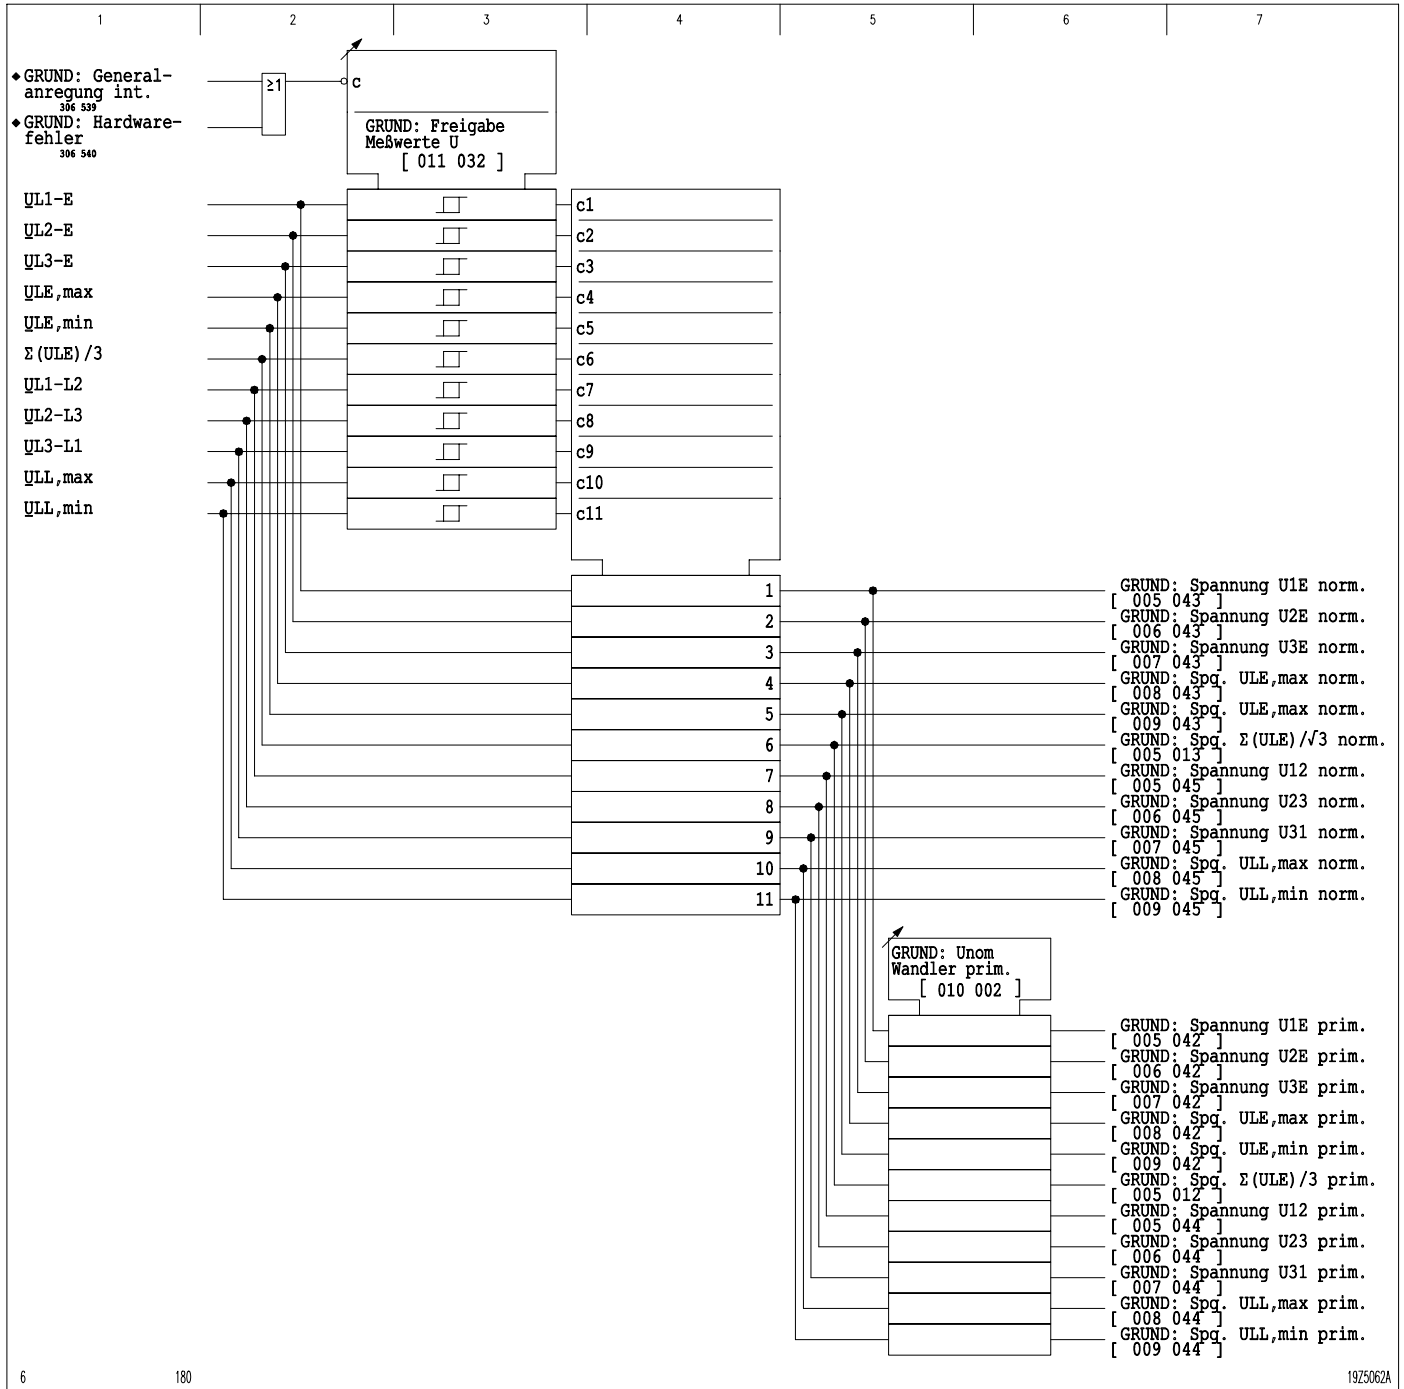 1 2 3 4 5 6 7
◆GRUND: General-
anregung int.
306 539
◆GRUND: Hardware-
fehler
306 540
≥1
c
GRUND: Freigabe
Meßwerte U
[ 011 032 ]
UL1-E
UL2-E
UL3-E
ULE,max
ULE,min
Σ(ULE)/3
UL1-L2
UL2-L3
UL3-L1
ULL,max
ULL,min
c1
c2
c3
c4
c5
c6
c7
c8
c9
c10
c11
1
2
3
4
5
6
7
8
9
10
11
GRUND: Spannung U1E norm.
[ 005 043 ]
GRUND: Spannung U2E norm.
[ 006 043 ]
GRUND: Spannung U3E norm.
[ 007 043 ]
GRUND: Spg. ULE,max norm.
[ 008 043 ]
GRUND: Spg. ULE,max norm.
[ 009 043 ]
GRUND: Spg. Σ(ULE)/√3 norm.
[ 005 013 ]
GRUND: Spannung U12 norm.
[ 005 045 ]
GRUND: Spannung U23 norm.
[ 006 045 ]
GRUND: Spannung U31 norm.
[ 007 045 ]
GRUND: Spg. ULL,max norm.
[ 008 045 ]
GRUND: Spg. ULL,min norm.
[ 009 045 ]
GRUND: Unom
Wandler prim.
[ 010 002 ]
GRUND: Spannung U1E prim.
[ 005 042 ]
GRUND: Spannung U2E prim.
[ 006 042 ]
GRUND: Spannung U3E prim.
[ 007 042 ]
GRUND: Spg. ULE,max prim.
[ 008 042 ]
GRUND: Spg. ULE,min prim.
[ 009 042 ]
GRUND: Spg. Σ(ULE)/3 prim.
[ 005 012 ]
GRUND: Spannung U12 prim.
[ 005 044 ]
GRUND: Spannung U23 prim.
[ 006 044 ]
GRUND: Spannung U31 prim.
[ 007 044 ]
GRUND: Spg. ULL,max prim.
[ 008 044 ]
GRUND: Spg. ULL,min prim.
[ 009 044 ]
6 180 19Z5062A